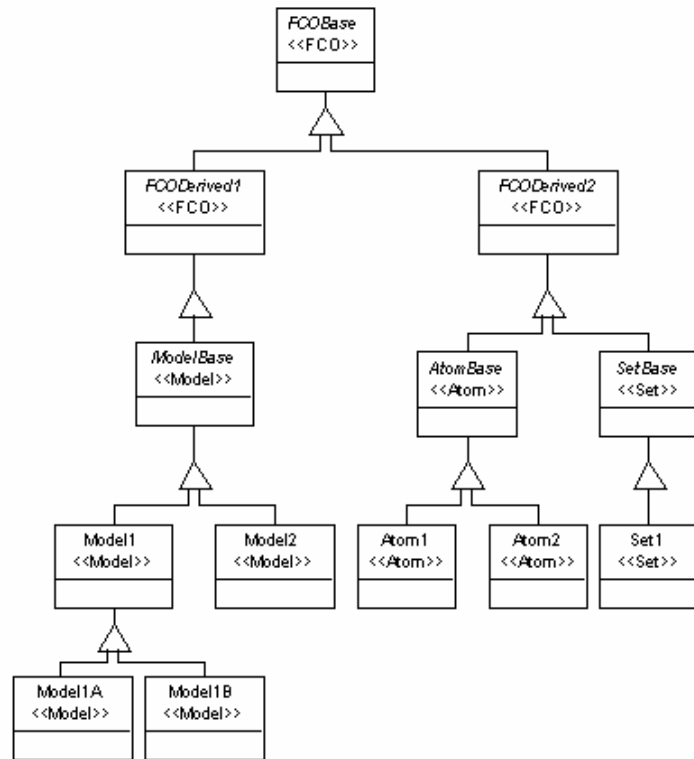 FCOBase
<<FCO>>
FCODerived1
<<FCO>>
FCODerived2
<<FCO>>
ModelBase
<<Model>>
AtomBase
<<Atom>>
SetBase
<<Set>>
Model1
<<Model>>
Model2
<<Model>>
Atom1
<<Atom>>
Atom2
<<Atom>>
Set1
<<Set>>
Model1A
<<Model>>
Model1B
<<Model>>